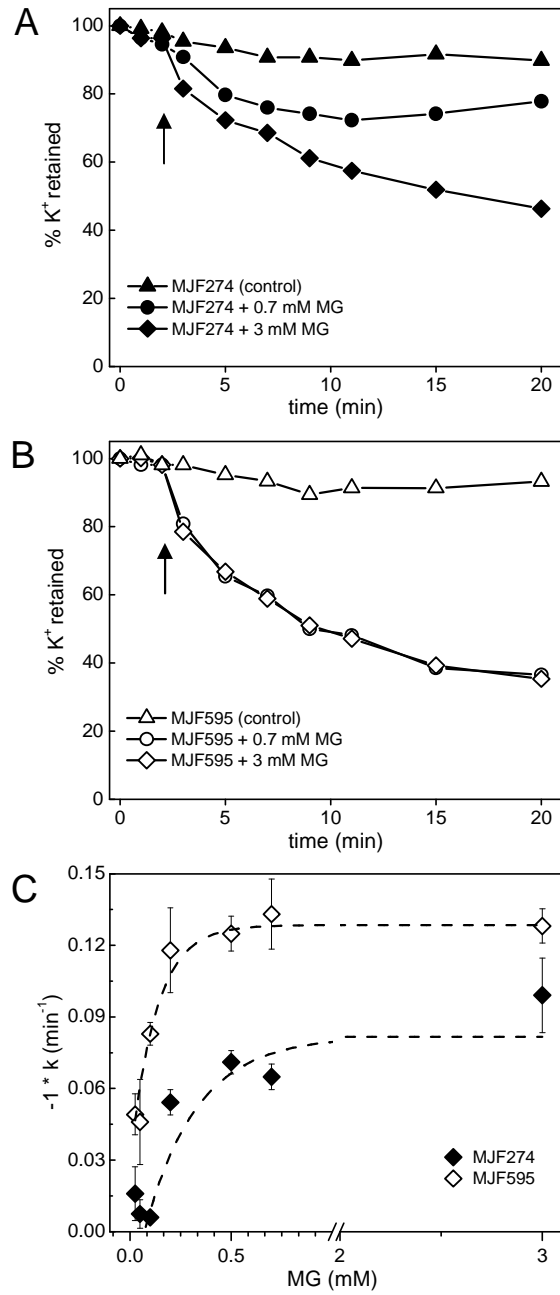 A
100
80
60
40
20
0
% K⁺ retained
MJF274 (control)
MJF274 + 0.7 mM MG
MJF274 + 3 mM MG
0 5 10 15 20
time (min)
B
100
80
60
40
20
0
% K⁺ retained
MJF595 (control)
MJF595 + 0.7 mM MG
MJF595 + 3 mM MG
0 5 10 15 20
time (min)
C
0.15
0.12
0.09
0.06
0.03
0.00
-1 * k (min⁻¹)
MJF274
MJF595
0.0 0.5 2 3
MG (mM)